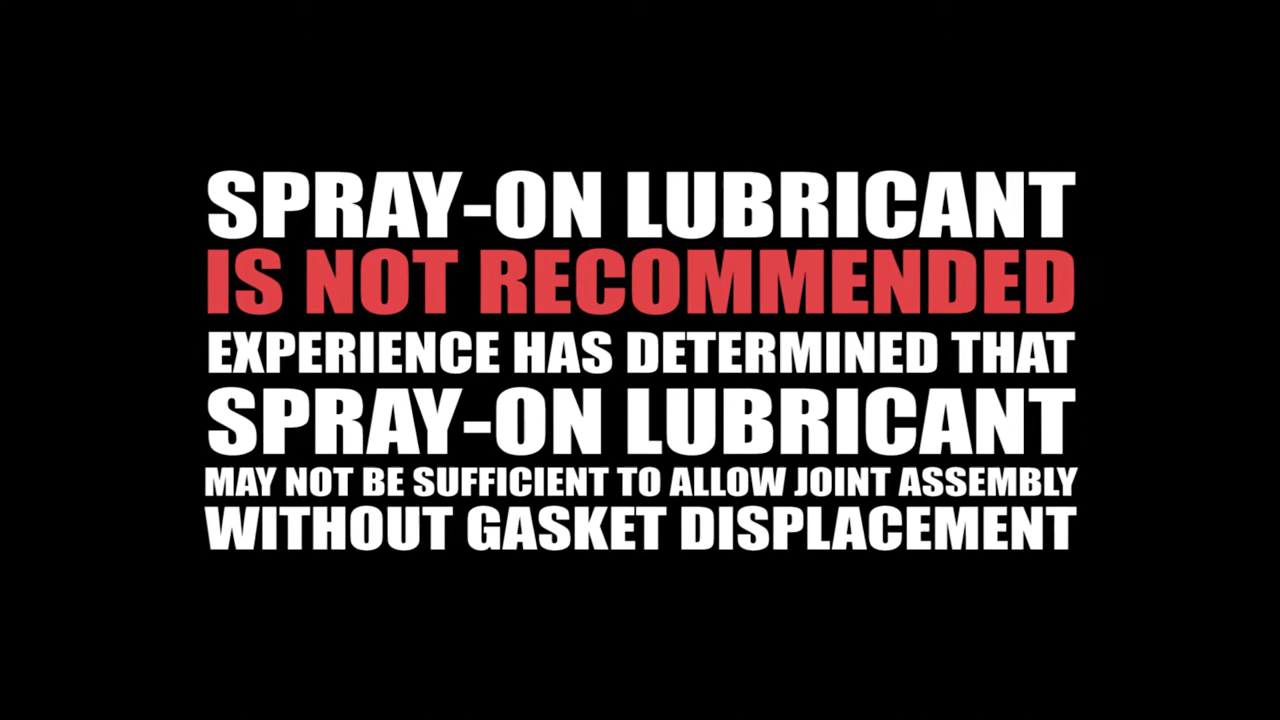 SPRAY-ON LUBRICANT
IS NOT RECOMMENDED
EXPERIENCE HAS DETERMINED THAT
SPRAY-ON LUBRICANT
MAY NOT BE SUFFICIENT TO ALLOW JOINT ASSEMBLY
WITHOUT GASKET DISPLACEMENT